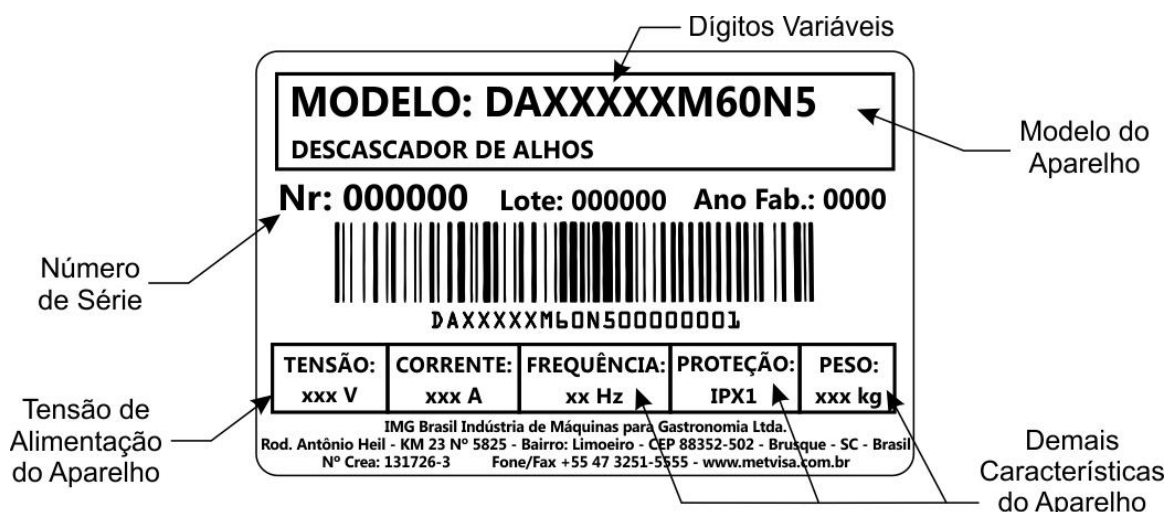 Dígitos Variáveis
MODELO: DAXXXXXM60N5
DESCASCADOR DE ALHOS
Modelo do
Aparelho
Nr: 000000 Lote: 000000 Ano Fab.: 0000
Número
de Série
DAXXXXXM60N500000001
TENSÃO: CORRENTE: FREQUÊNCIA: PROTEÇÃO: PESO:
xxx V xxx A xx Hz IPX1 xxx kg
Tensão de
Alimentação
do Aparelho
IMG Brasil Indústria de Máquinas para Gastronomia Ltda.
Rod. Antônio Heil - KM 23 Nº 5825 - Bairro: Limoeiro - CEP 88352-502 - Brusque - SC - Brasil
Nº Crea: 131726-3 Fone/Fax +55 47 3251-5555 - www.metvisa.com.br
Demais
Características
do Aparelho